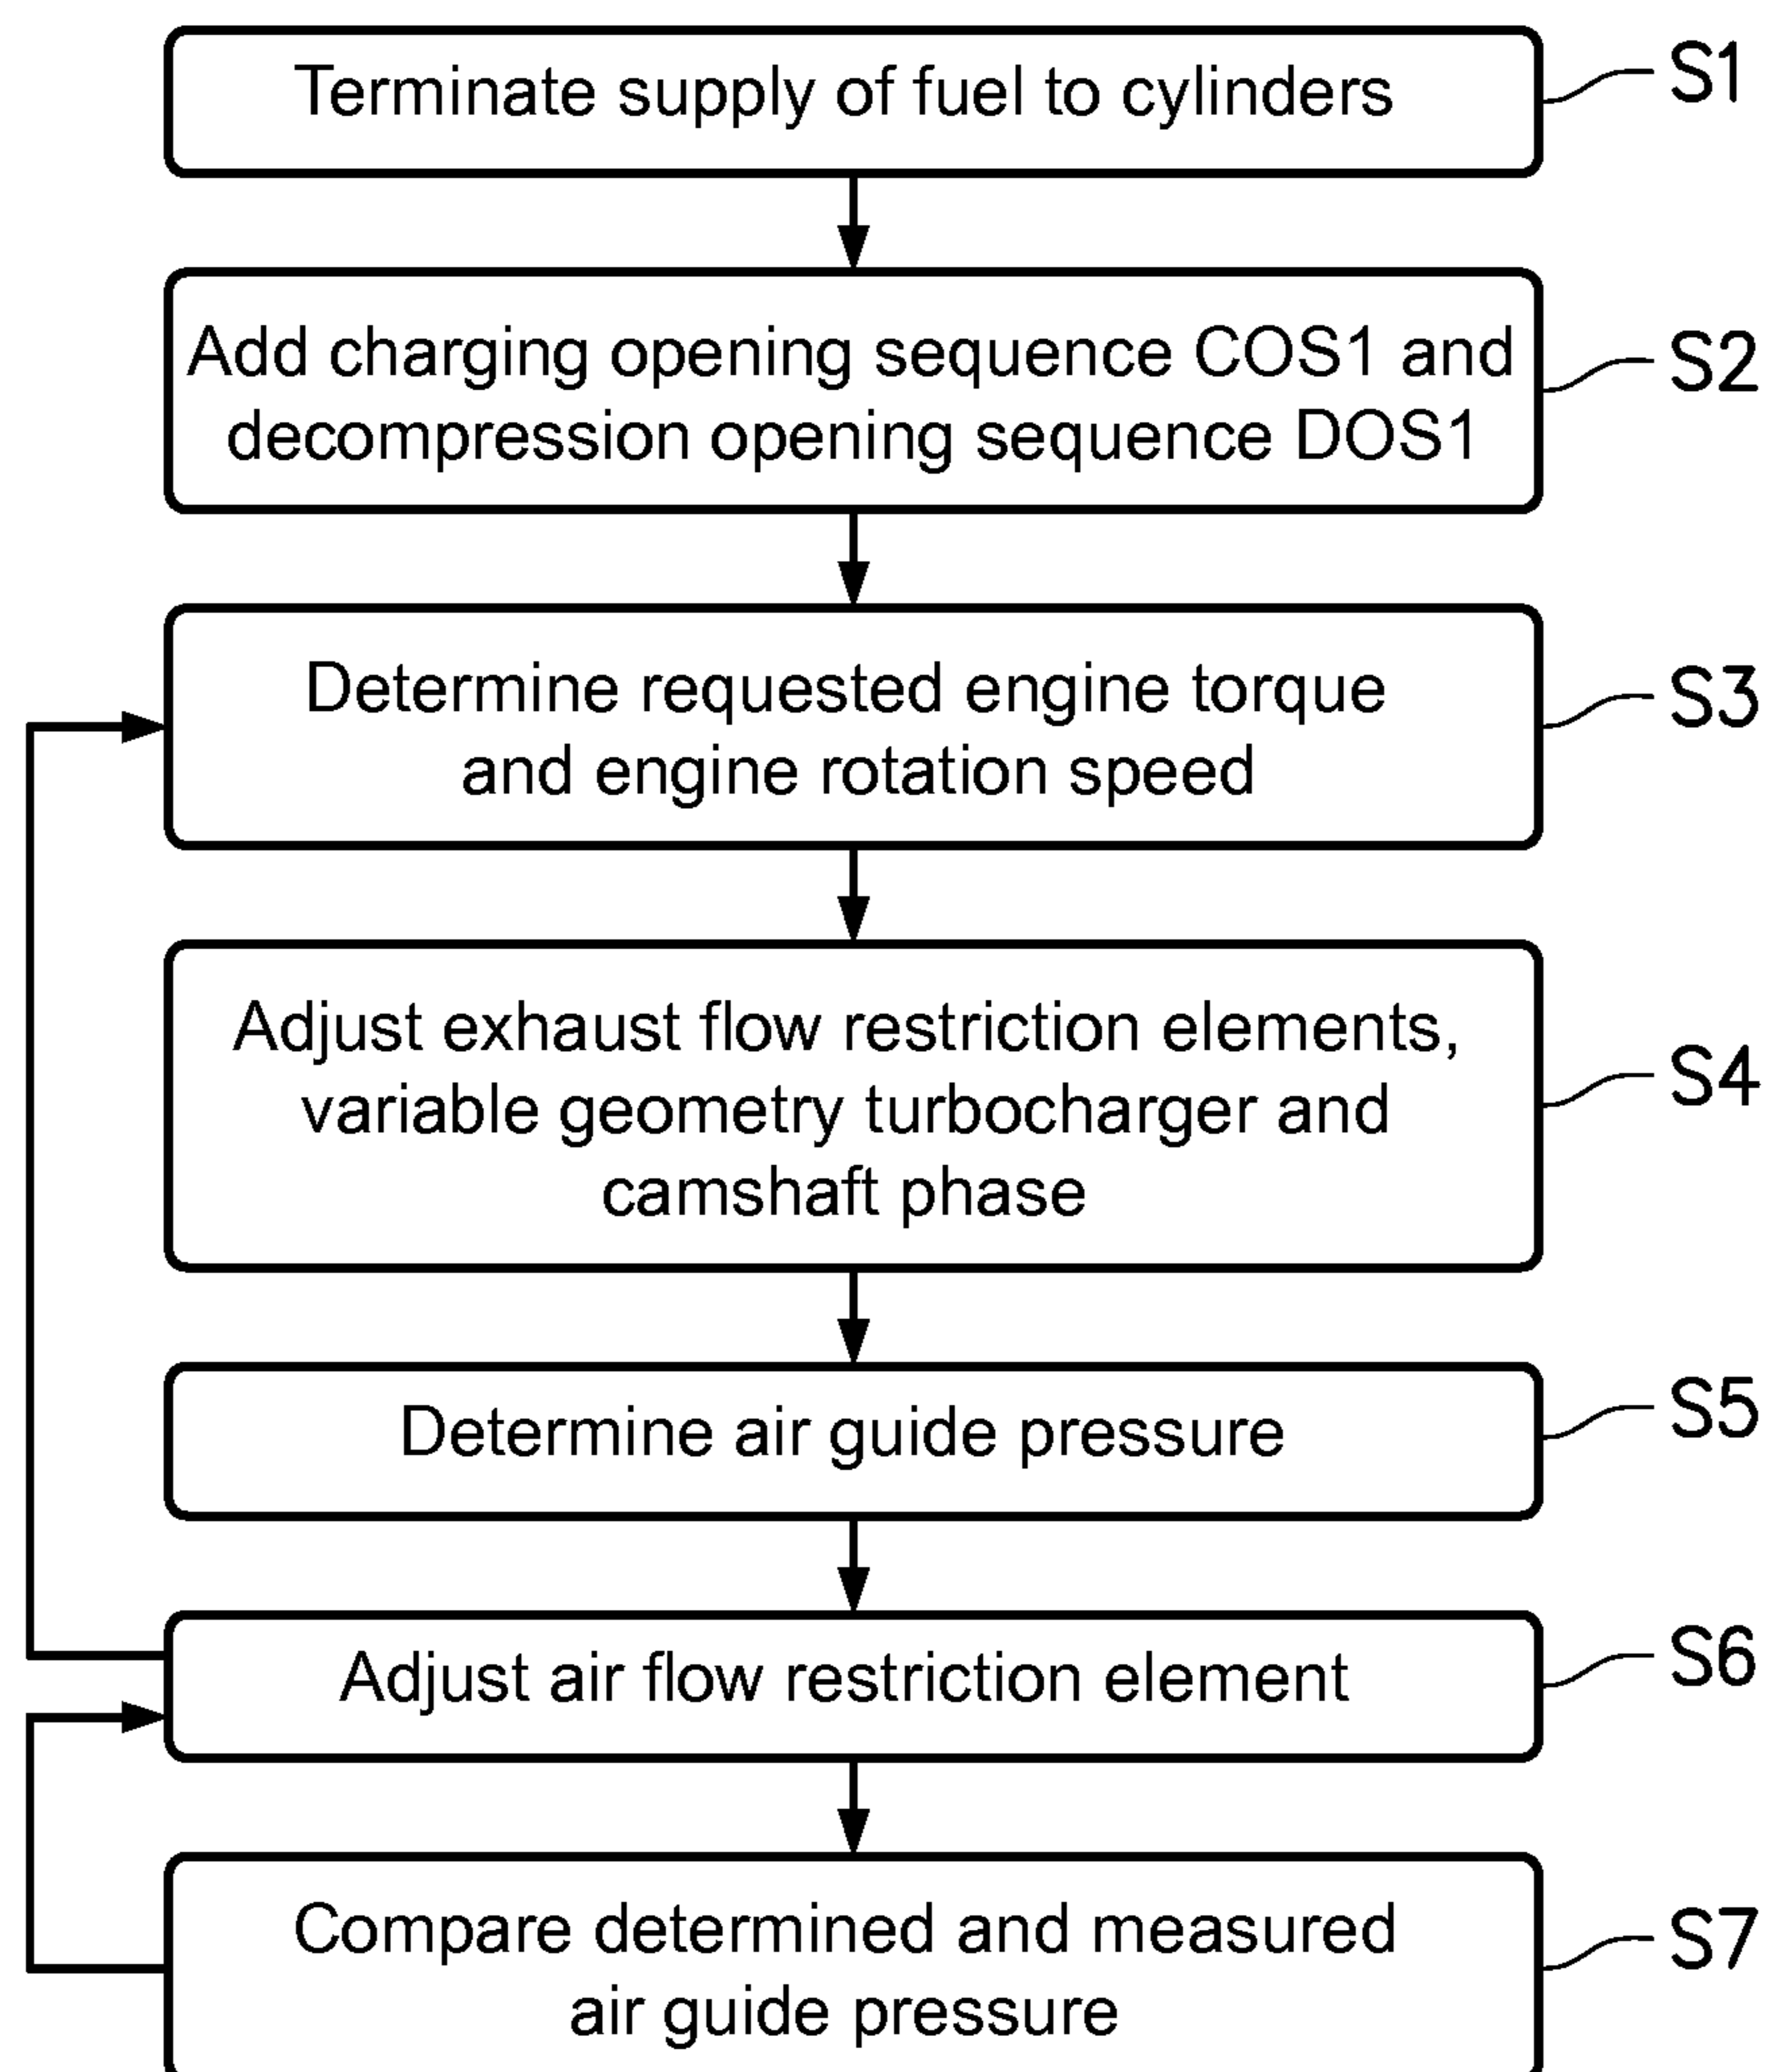 Terminate supply of fuel to cylinders
S1
Add charging opening sequence COS1 and
decompression opening sequence DOS1
S2
Determine requested engine torque
and engine rotation speed
S3
Adjust exhaust flow restriction elements,
variable geometry turbocharger and
camshaft phase
S4
Determine air guide pressure
S5
Adjust air flow restriction element
S6
Compare determined and measured
air guide pressure
S7